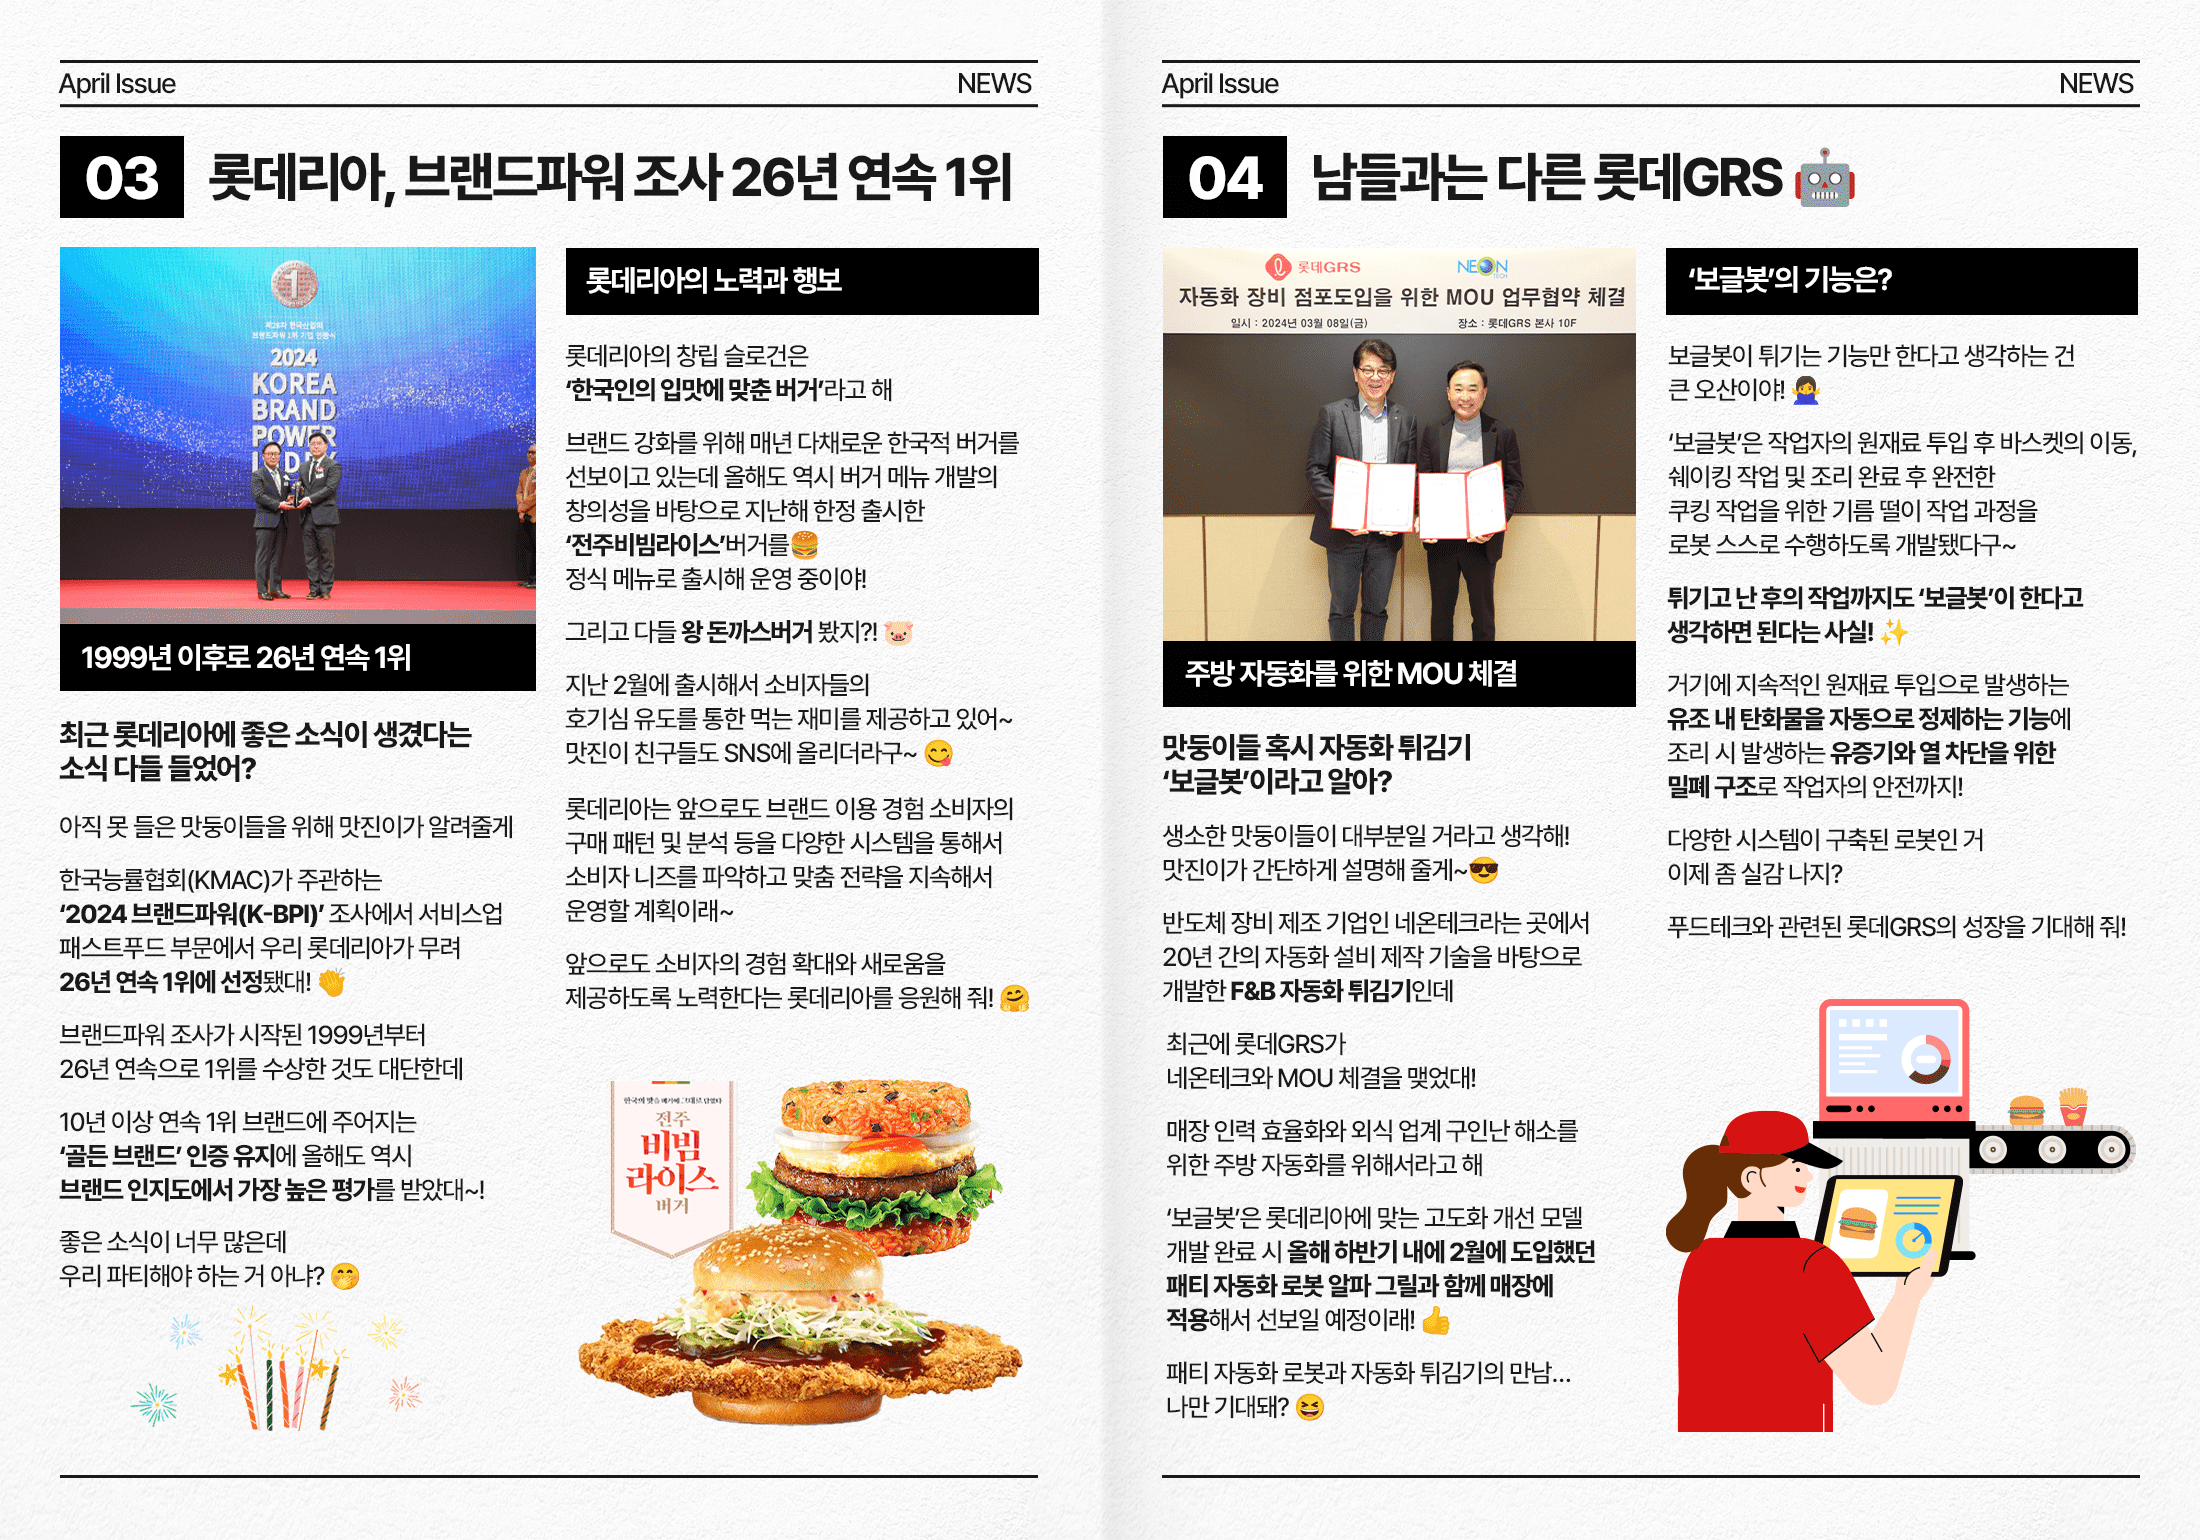 April Issue
NEWS
03
롯데리아, 브랜드파워 조사 26년 연속 1위
1
제26차 한국산업의
브랜드파워 1위 기업 인증식
2024
KOREA
BRAND
POWER
1999년 이후로 26년 연속 1위
최근 롯데리아에 좋은 소식이 생겼다는
소식 다들 들었어?
아직 못 들은 맛둥이들을 위해 맛진이가 알려줄게
한국능률협회(KMAC)가 주관하는
‘2024 브랜드파워(K-BPI)’ 조사에서 서비스업
패스트푸드 부문에서 우리 롯데리아가 무려
26년 연속 1위에 선정됐대! 👏
브랜드파워 조사가 시작된 1999년부터
26년 연속으로 1위를 수상한 것도 대단한데
10년 이상 연속 1위 브랜드에 주어지는
‘골든 브랜드’ 인증 유지에 올해도 역시
브랜드 인지도에서 가장 높은 평가를 받았대~!
좋은 소식이 너무 많은데
우리 파티해야 하는 거 아냐? 🤭
롯데리아의 노력과 행보
롯데리아의 창립 슬로건은
‘한국인의 입맛에 맞춘 버거’라고 해
브랜드 강화를 위해 매년 다채로운 한국적 버거를
선보이고 있는데 올해도 역시 버거 메뉴 개발의
창의성을 바탕으로 지난해 한정 출시한
‘전주비빔라이스’버거를🍔
정식 메뉴로 출시해 운영 중이야!
그리고 다들 왕 돈까스버거 봤지?! 🐷
지난 2월에 출시해서 소비자들의
호기심 유도를 통한 먹는 재미를 제공하고 있어~
맛진이 친구들도 SNS에 올리더라구~ 😋
롯데리아는 앞으로도 브랜드 이용 경험 소비자의
구매 패턴 및 분석 등을 다양한 시스템을 통해서
소비자 니즈를 파악하고 맞춤 전략을 지속해서
운영할 계획이래~
앞으로도 소비자의 경험 확대와 새로움을
제공하도록 노력한다는 롯데리아를 응원해 줘! 🤗
한국의 맛을 버거에 그대로 담았다
전주
비빔
라이스
버거
April Issue
NEWS
04
남들과는 다른 롯데GRS 🤖
롯데GRS
NEON
TECH
자동화 장비 점포도입을 위한 MOU 업무협약 체결
일시 : 2024년 03월 08일(금)
장소 : 롯데GRS 본사 10F
주방 자동화를 위한 MOU 체결
맛둥이들 혹시 자동화 튀김기
‘보글봇’이라고 알아?
생소한 맛둥이들이 대부분일 거라고 생각해!
맛진이가 간단하게 설명해 줄게~😎
반도체 장비 제조 기업인 네온테크라는 곳에서
20년 간의 자동화 설비 제작 기술을 바탕으로
개발한 F&B 자동화 튀김기인데
최근에 롯데GRS가
네온테크와 MOU 체결을 맺었대!
매장 인력 효율화와 외식 업계 구인난 해소를
위한 주방 자동화를 위해서라고 해
‘보글봇’은 롯데리아에 맞는 고도화 개선 모델
개발 완료 시 올해 하반기 내에 2월에 도입했던
패티 자동화 로봇 알파 그릴과 함께 매장에
적용해서 선보일 예정이래! 👍
패티 자동화 로봇과 자동화 튀김기의 만남...
나만 기대돼? 😆
‘보글봇’의 기능은?
보글봇이 튀기는 기능만 한다고 생각하는 건
큰 오산이야! 🙅‍♀️
‘보글봇’은 작업자의 원재료 투입 후 바스켓의 이동,
쉐이킹 작업 및 조리 완료 후 완전한
쿠킹 작업을 위한 기름 떨이 작업 과정을
로봇 스스로 수행하도록 개발됐다구~
튀기고 난 후의 작업까지도 ‘보글봇’이 한다고
생각하면 된다는 사실! ✨
거기에 지속적인 원재료 투입으로 발생하는
유조 내 탄화물을 자동으로 정제하는 기능에
조리 시 발생하는 유증기와 열 차단을 위한
밀폐 구조로 작업자의 안전까지!
다양한 시스템이 구축된 로봇인 거
이제 좀 실감 나지?
푸드테크와 관련된 롯데GRS의 성장을 기대해 줘!